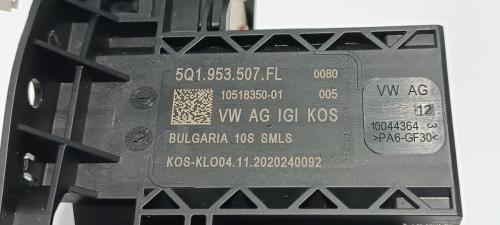 5Q1.953.507.FL 0080
10518350-01 005
VW AG IGI KOS
BULGARIA 10S SMLS
KOS-KLO04.11.2020240092
VW AG
12
10044364 3
>PA6-GF30<